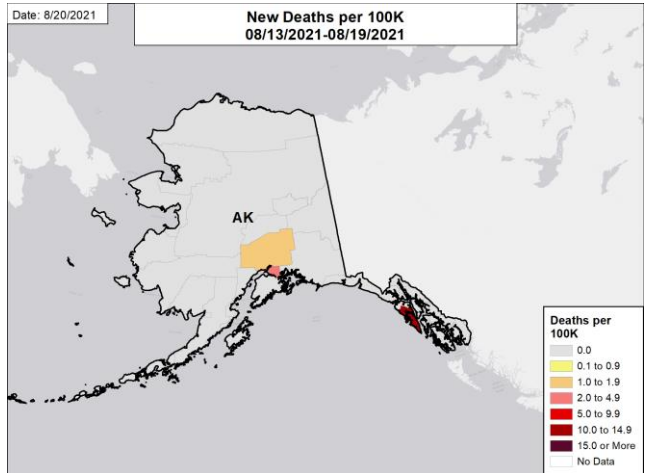 Date: 8/20/2021
New Deaths per 100K
08/13/2021-08/19/2021
AK
Deaths per
100K
0.0
0.1 to 0.9
1.0 to 1.9
2.0 to 4.9
5.0 to 9.9
10.0 to 14.9
15.0 or More
No Data